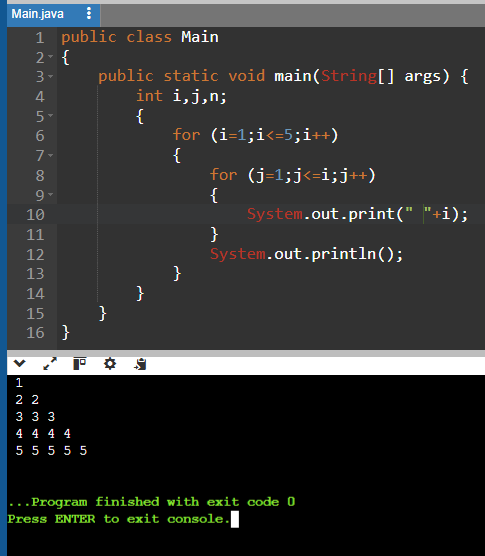 Main.java
1 public class Main
2 {
3     public static void main(String[] args) {
4         int i,j,n;
5         {
6             for (i=1;i<=5;i++)
7             {
8                 for (j=1;j<=i;j++)
9                 {
10                     System.out.print(" "+i);
11                 }
12                 System.out.println();
13             }
14         }
15     }
16 }
 1
 2 2
 3 3 3
 4 4 4 4
 5 5 5 5 5
...Program finished with exit code 0
Press ENTER to exit console.